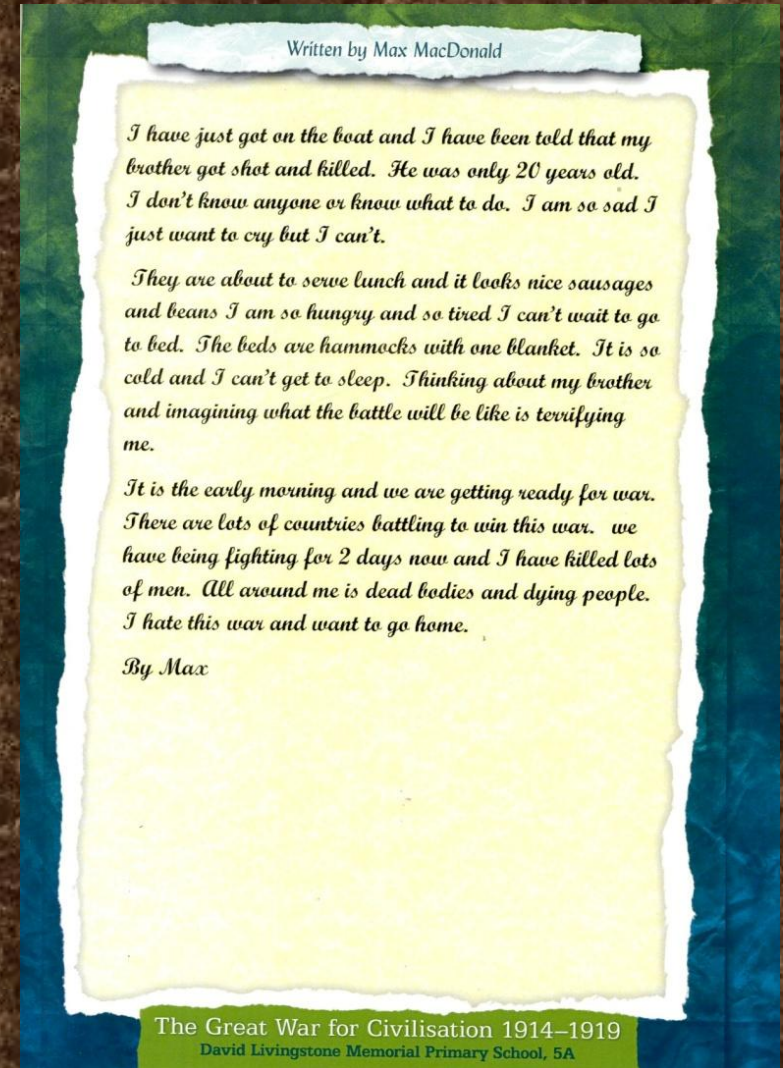 Written by Max MacDonald
I have just got on the boat and I have been told that my
brother got shot and killed.  He was only 20 years old.
I don't know anyone or know what to do.  I am so sad I
just want to cry but I can't.
They are about to serve lunch and it looks nice sausages
and beans I am so hungry and so tired I can't wait to go
to bed.  The beds are hammocks with one blanket.  It is so
cold and I can't get to sleep.  Thinking about my brother
and imagining what the battle will be like is terrifying
me.
It is the early morning and we are getting ready for war.
There are lots of countries battling to win this war.   we
have being fighting for 2 days now and I have killed lots
of men.  All around me is dead bodies and dying people.
I hate this war and want to go home.
By Max
The Great War for Civilisation 1914–1919
David Livingstone Memorial Primary School, 5A